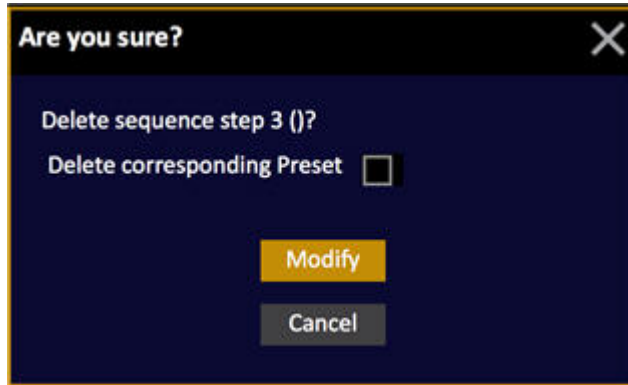 Are you sure?
Delete sequence step 3 ()?
Delete corresponding Preset
Modify
Cancel